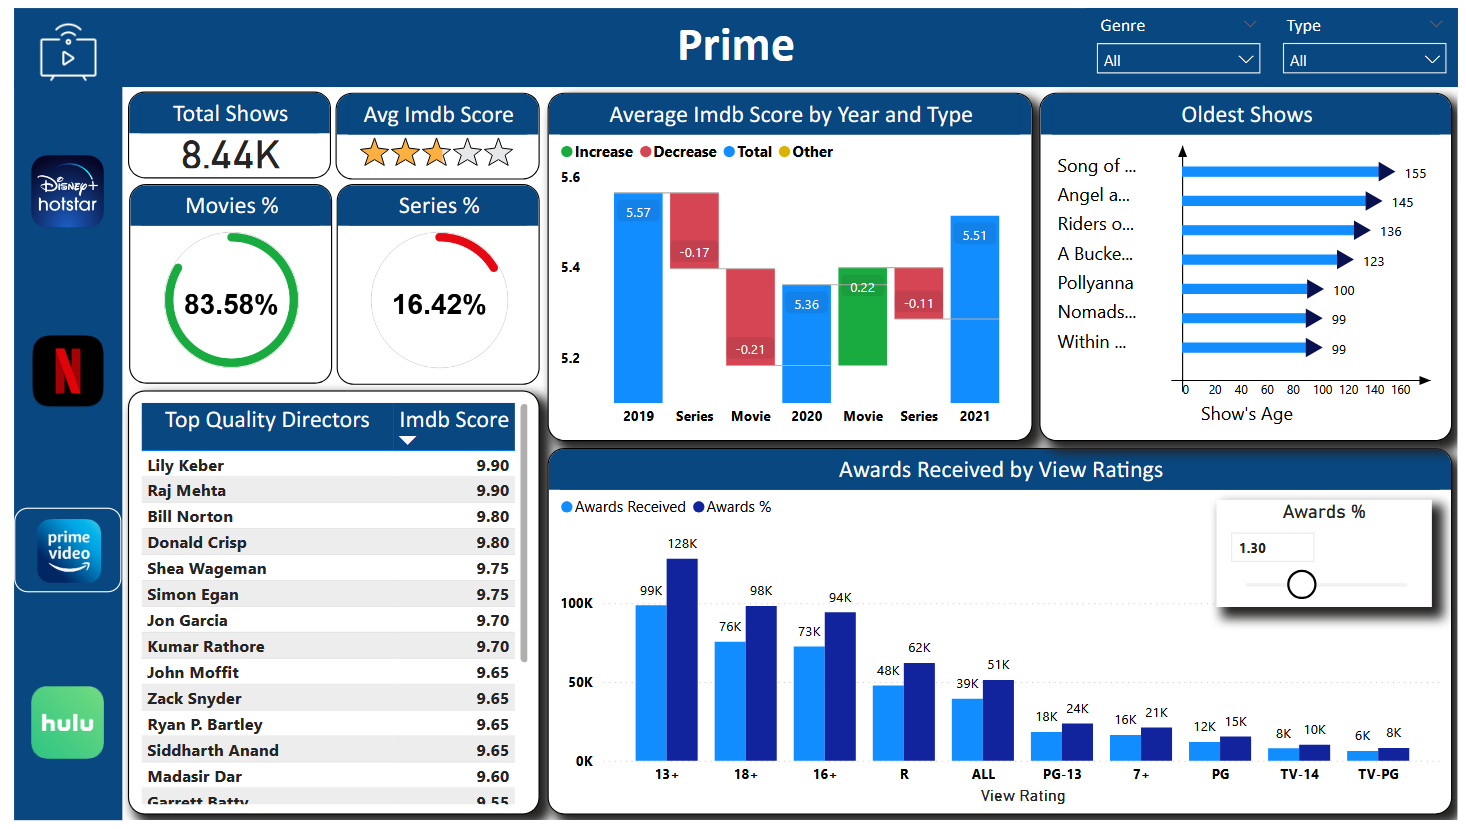 Prime
Genre
All
Type
All
Disney+
hotstar
N
prime
video
hulu
Total Shows
8.44K
Avg Imdb Score
Movies %
83.58%
Series %
16.42%
Top Quality Directors Imdb Score
Lily Keber 9.90
Raj Mehta 9.90
Bill Norton 9.80
Donald Crisp 9.80
Shea Wageman 9.75
Simon Egan 9.75
Jon Garcia 9.70
Kumar Rathore 9.70
John Moffit 9.65
Zack Snyder 9.65
Ryan P. Bartley 9.65
Siddharth Anand 9.65
Madasir Dar 9.60
Garrett Batty 9.55
Average Imdb Score by Year and Type
Increase Decrease Total Other
5.6
5.4
5.2
5.57
-0.17
-0.21
5.36
0.22
-0.11
5.51
2019 Series Movie 2020 Movie Series 2021
Oldest Shows
Song of ... 155
Angel a... 145
Riders o... 136
A Bucke... 123
Pollyanna 100
Nomads... 99
Within ... 99
0 20 40 60 80 100 120 140 160
Show's Age
Awards Received by View Ratings
Awards Received Awards %
Awards %
1.30
100K
50K
0K
99K 128K
76K 98K
73K 94K
48K 62K
39K 51K
18K 24K
16K 21K
12K 15K
8K 10K
6K 8K
13+ 18+ 16+ R ALL PG-13 7+ PG TV-14 TV-PG
View Rating